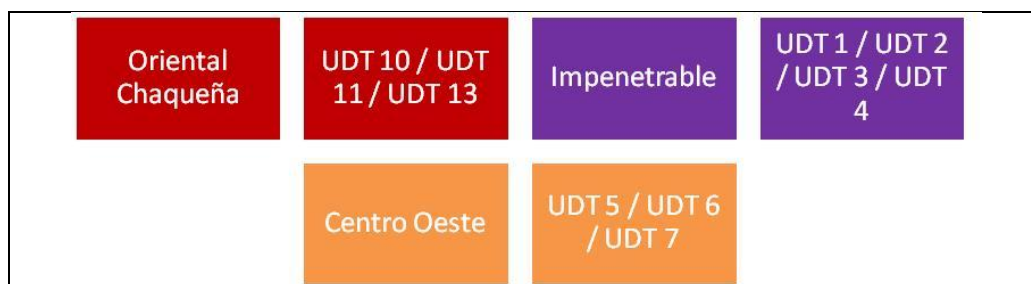 Oriental
Chaqueña
UDT 10 / UDT
11 / UDT 13
Impenetrable
UDT 1 / UDT 2
/ UDT 3 / UDT
4
Centro Oeste
UDT 5 / UDT 6
/ UDT 7